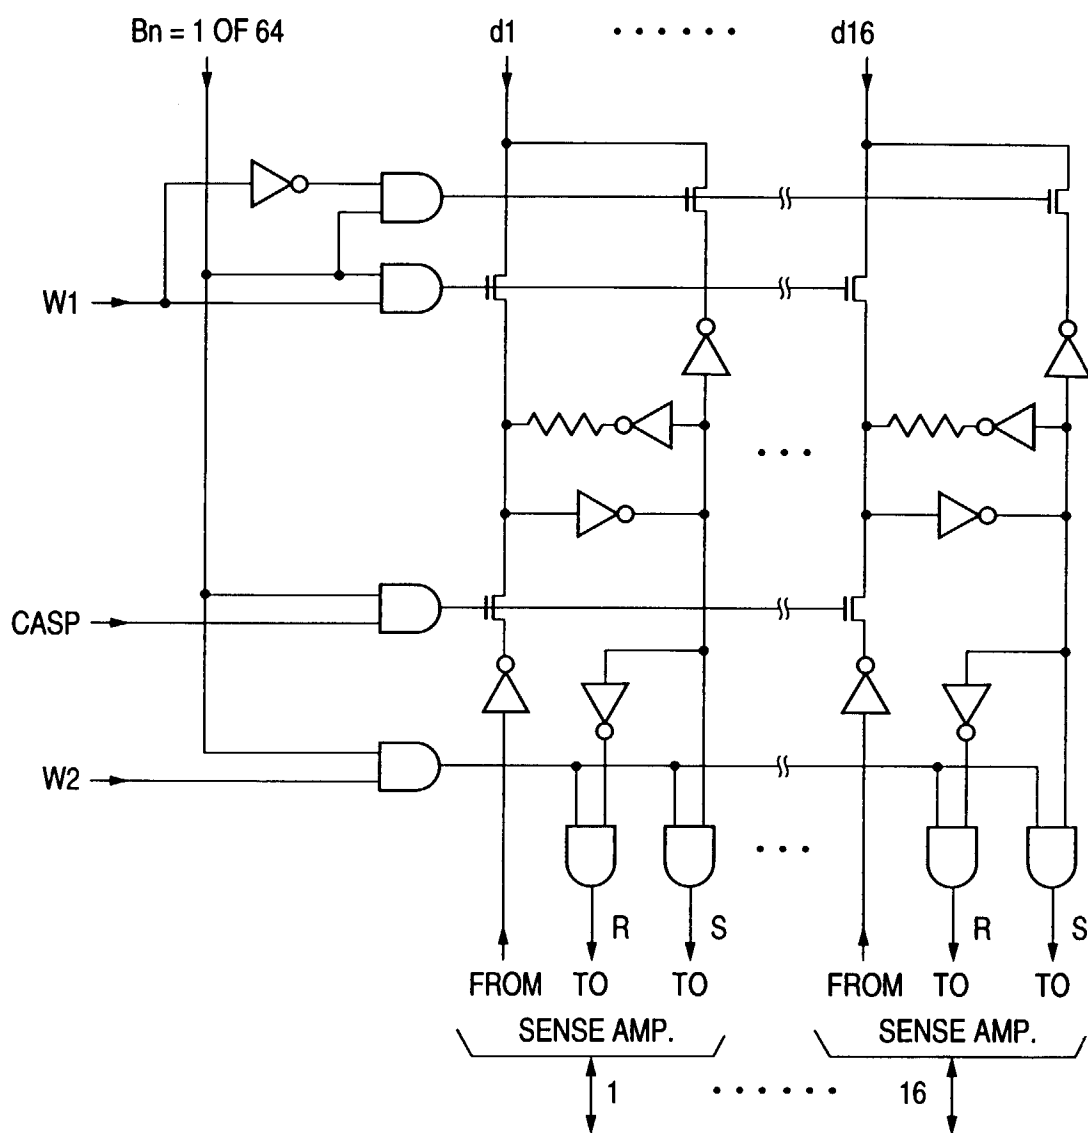 Bn = 1 OF 64 d1 · · · · · · d16
W1
· · ·
CASP
W2
· · ·
R S R S
FROM TO TO FROM TO TO
SENSE AMP. SENSE AMP.
1 · · · · · · 16